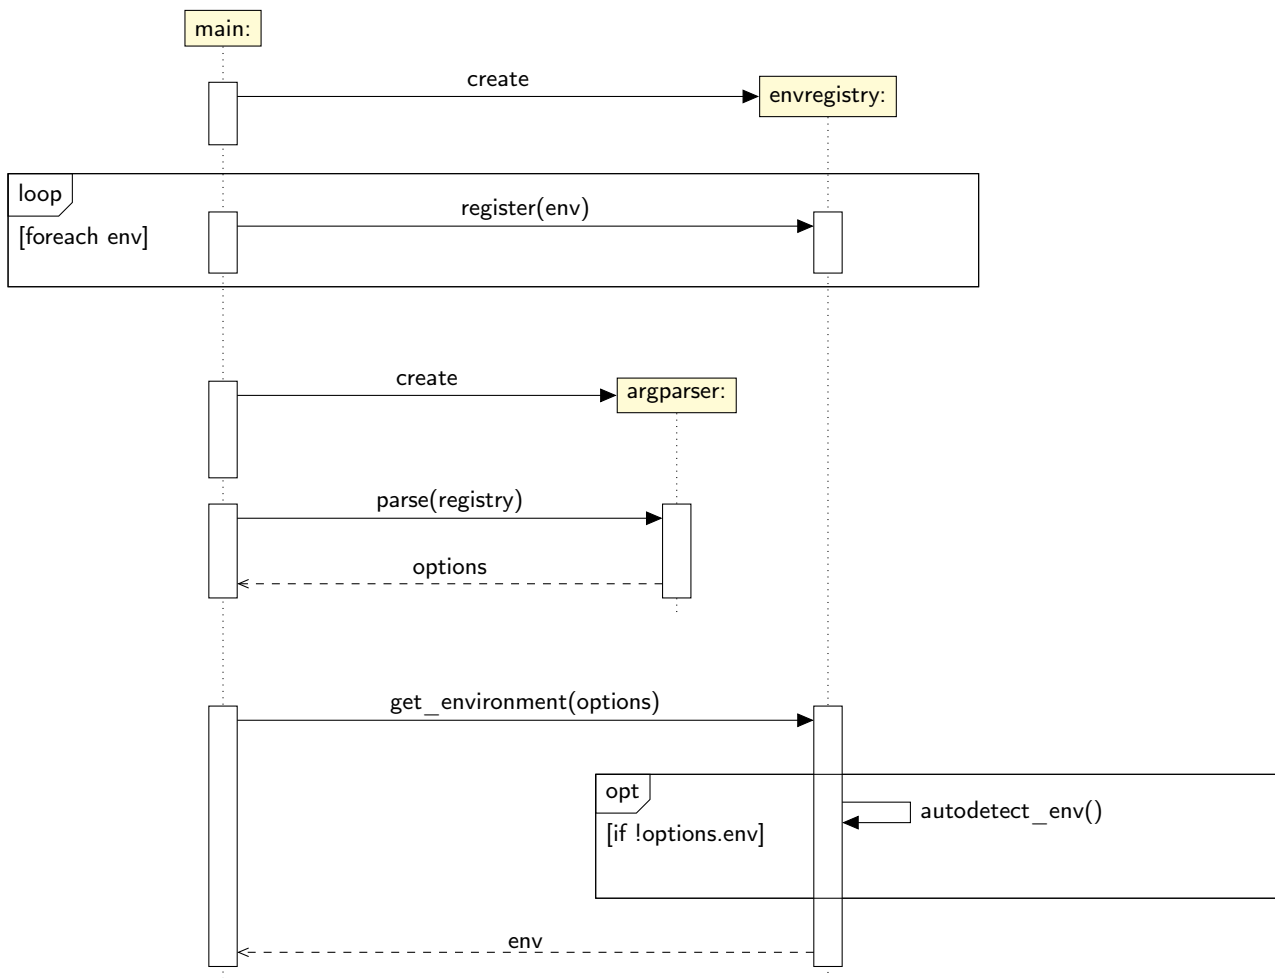 main:
create
envregistry:
loop
register(env)
[foreach env]
create
argparser:
parse(registry)
options
get_environment(options)
opt
autodetect_env()
[if !options.env]
env